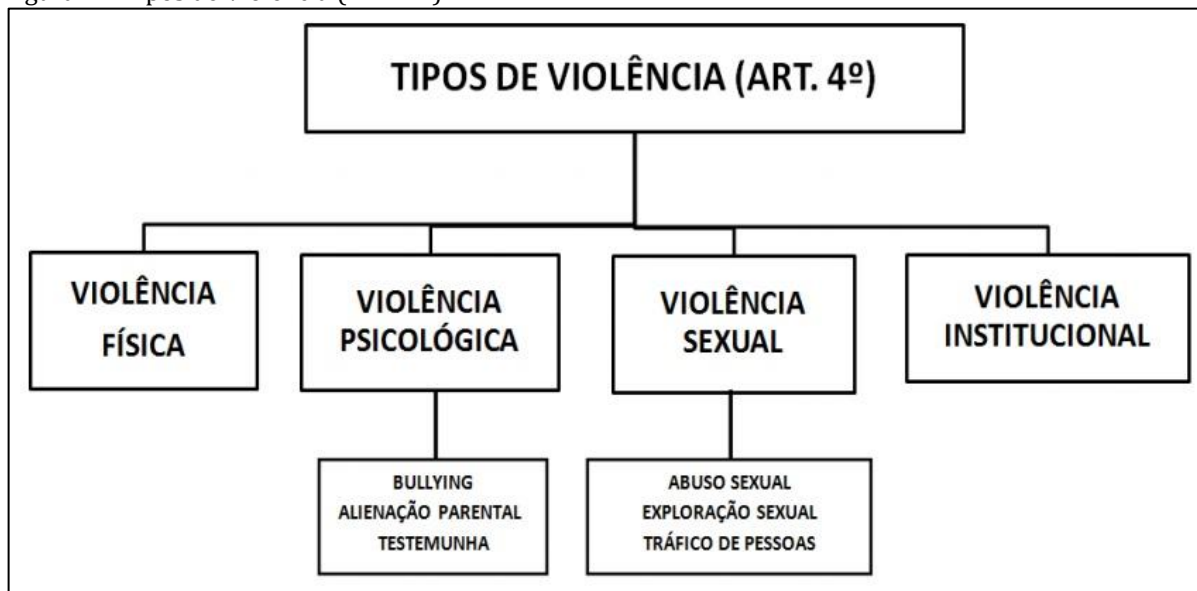 TIPOS DE VIOLÊNCIA (ART. 4º)
VIOLÊNCIA
FÍSICA
VIOLÊNCIA
PSICOLÓGICA
VIOLÊNCIA
SEXUAL
VIOLÊNCIA
INSTITUCIONAL
BULLYING
ALIENAÇÃO PARENTAL
TESTEMUNHA
ABUSO SEXUAL
EXPLORAÇÃO SEXUAL
TRÁFICO DE PESSOAS